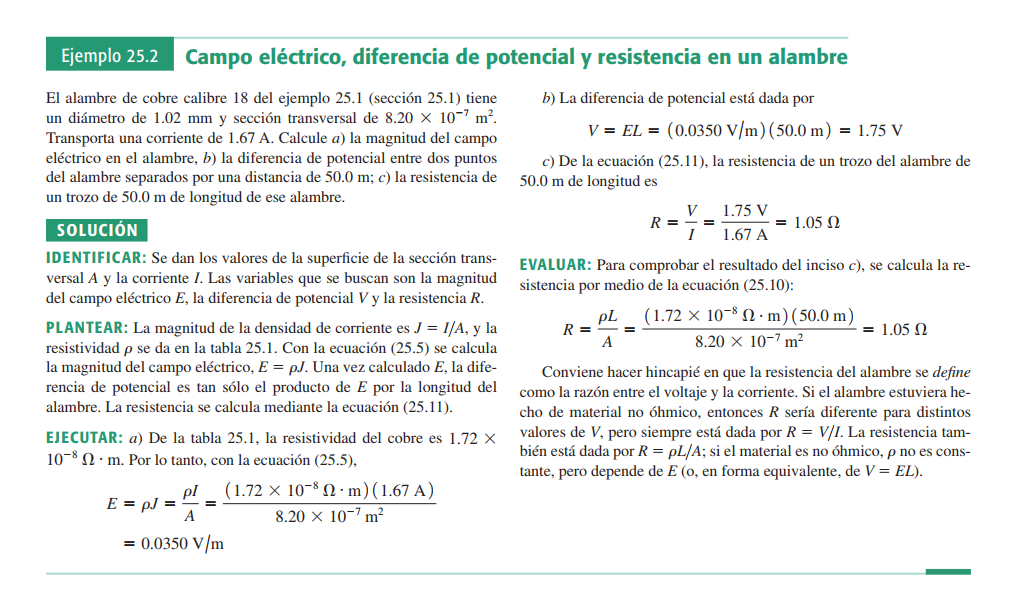 Ejemplo 25.2 Campo eléctrico, diferencia de potencial y resistencia en un alambre
El alambre de cobre calibre 18 del ejemplo 25.1 (sección 25.1) tiene
un diámetro de 1.02 mm y sección transversal de 8.20 × 10⁻⁷ m².
Transporta una corriente de 1.67 A. Calcule a) la magnitud del campo
eléctrico en el alambre, b) la diferencia de potencial entre dos puntos
del alambre separados por una distancia de 50.0 m; c) la resistencia de
un trozo de 50.0 m de longitud de ese alambre.
SOLUCIÓN
IDENTIFICAR: Se dan los valores de la superficie de la sección trans-
versal A y la corriente I. Las variables que se buscan son la magnitud
del campo eléctrico E, la diferencia de potencial V y la resistencia R.
PLANTEAR: La magnitud de la densidad de corriente es J = I/A, y la
resistividad ρ se da en la tabla 25.1. Con la ecuación (25.5) se calcula
la magnitud del campo eléctrico, E = ρJ. Una vez calculado E, la dife-
rencia de potencial es tan sólo el producto de E por la longitud del
alambre. La resistencia se calcula mediante la ecuación (25.11).
EJECUTAR: a) De la tabla 25.1, la resistividad del cobre es 1.72 ×
10⁻⁸ Ω · m. Por lo tanto, con la ecuación (25.5),
E = ρJ = ρI / A = (1.72 × 10⁻⁸ Ω · m)(1.67 A) / 8.20 × 10⁻⁷ m²
= 0.0350 V/m
b) La diferencia de potencial está dada por
V = EL = (0.0350 V/m)(50.0 m) = 1.75 V
c) De la ecuación (25.11), la resistencia de un trozo del alambre de
50.0 m de longitud es
R = V / I = 1.75 V / 1.67 A = 1.05 Ω
EVALUAR: Para comprobar el resultado del inciso c), se calcula la re-
sistencia por medio de la ecuación (25.10):
R = ρL / A = (1.72 × 10⁻⁸ Ω · m)(50.0 m) / 8.20 × 10⁻⁷ m² = 1.05 Ω
Conviene hacer hincapié en que la resistencia del alambre se define
como la razón entre el voltaje y la corriente. Si el alambre estuviera he-
cho de material no óhmico, entonces R sería diferente para distintos
valores de V, pero siempre está dada por R = V/I. La resistencia tam-
bién está dada por R = ρL/A; si el material es no óhmico, ρ no es cons-
tante, pero depende de E (o, en forma equivalente, de V = EL).